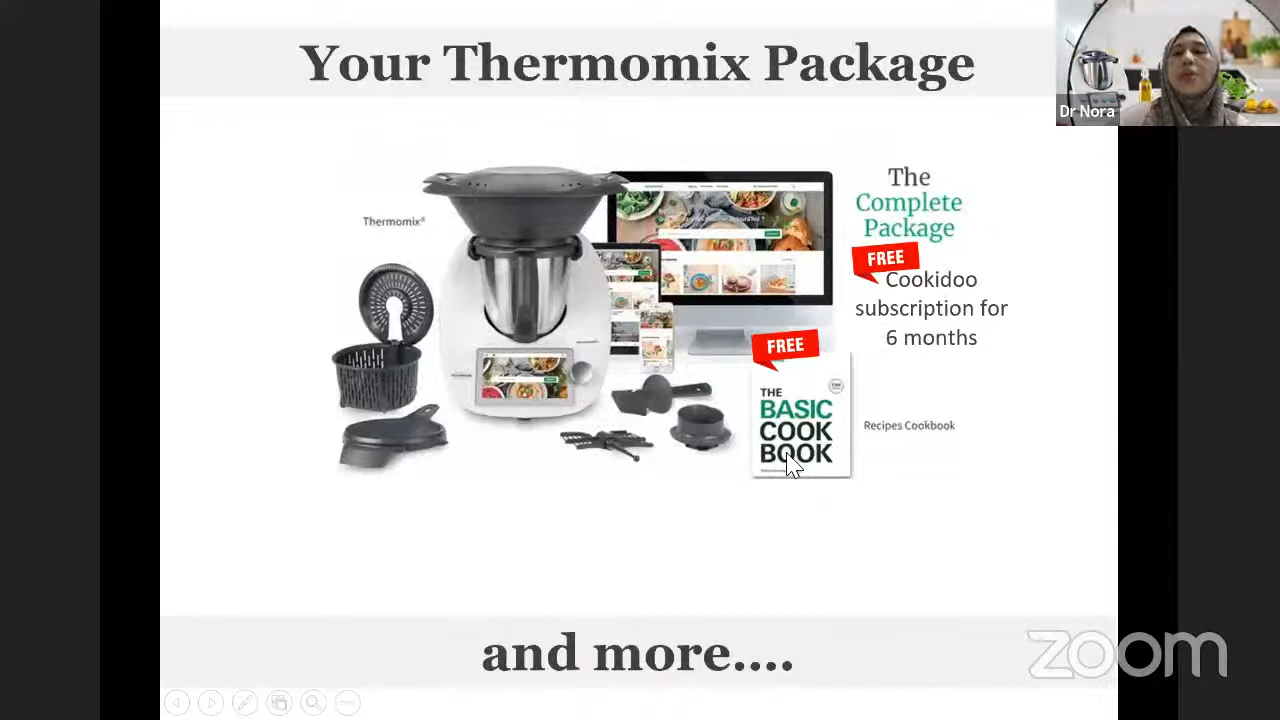 Your Thermomix Package
Dr Nora
Thermomix®
The
Complete
Package
FREE
Cookidoo
subscription for
6 months
FREE
THE
BASIC
COOK
BOOK
Recipes Cookbook
and more....
zoom